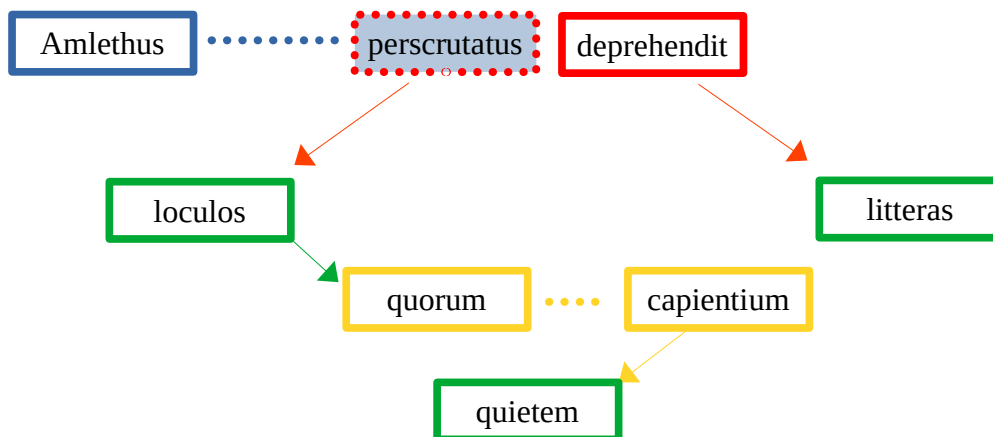 Amlethus perscrutatus deprehendit
loculos litteras
quorum capientium
quietem